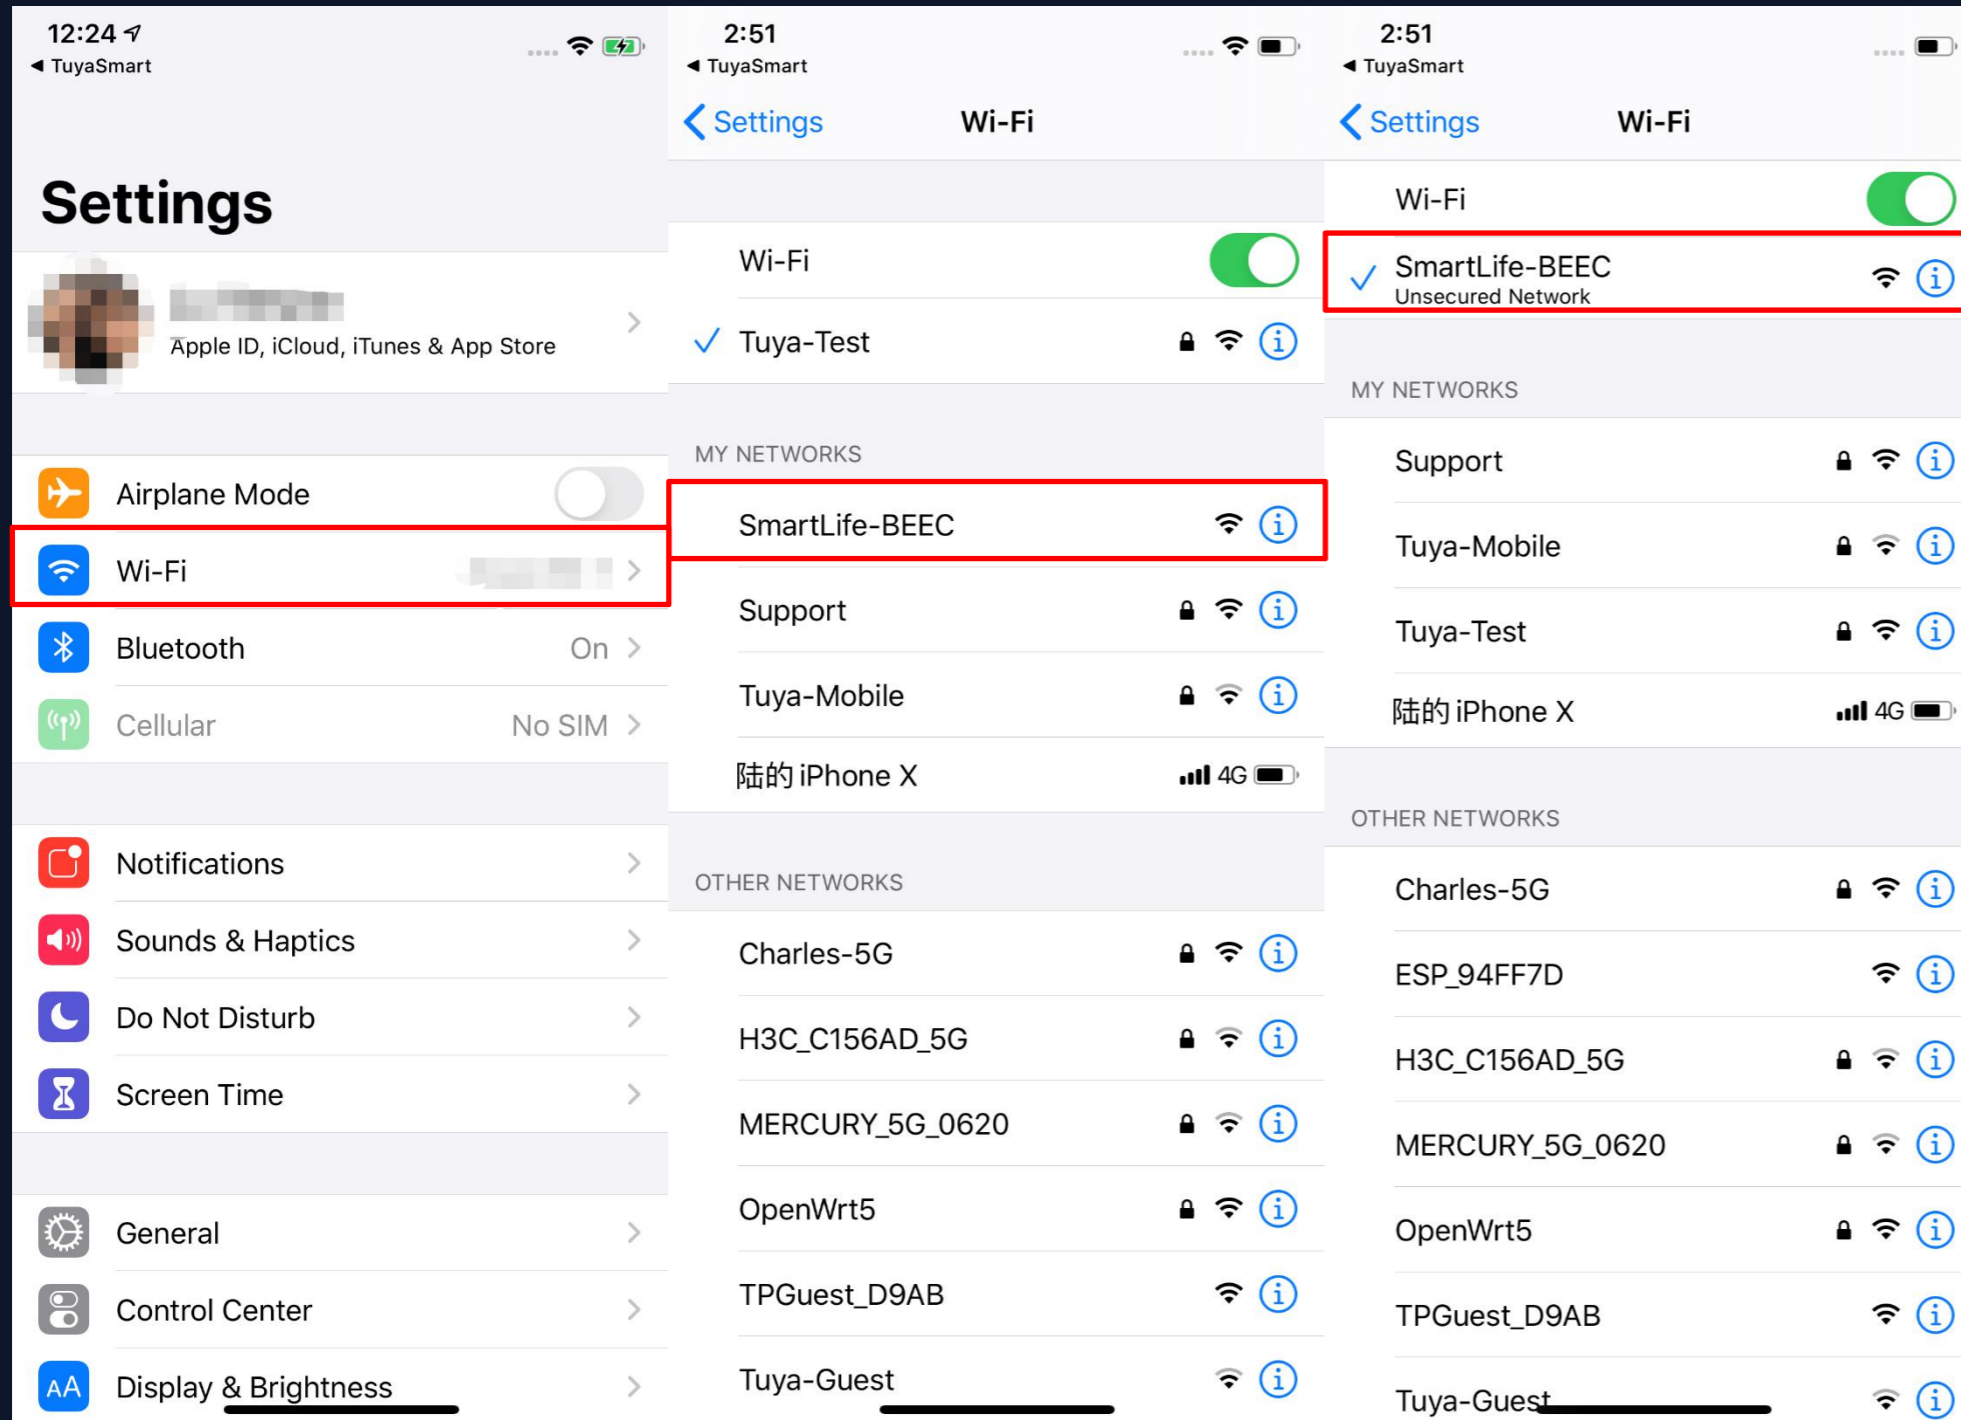 12:24
◀ TuyaSmart
Settings
Apple ID, iCloud, iTunes & App Store
Airplane Mode
Wi-Fi
Bluetooth On
Cellular No SIM
Notifications
Sounds & Haptics
Do Not Disturb
Screen Time
General
Control Center
AA Display & Brightness
2:51
◀ TuyaSmart
Settings Wi-Fi
Wi-Fi
Tuya-Test
MY NETWORKS
SmartLife-BEEC
Support
Tuya-Mobile
陆的 iPhone X 4G
OTHER NETWORKS
Charles-5G
H3C_C156AD_5G
MERCURY_5G_0620
OpenWrt5
TPGuest_D9AB
Tuya-Guest
2:51
◀ TuyaSmart
Settings Wi-Fi
Wi-Fi
SmartLife-BEEC
Unsecured Network
MY NETWORKS
Support
Tuya-Mobile
Tuya-Test
陆的 iPhone X 4G
OTHER NETWORKS
Charles-5G
ESP_94FF7D
H3C_C156AD_5G
MERCURY_5G_0620
OpenWrt5
TPGuest_D9AB
Tuya-Guest